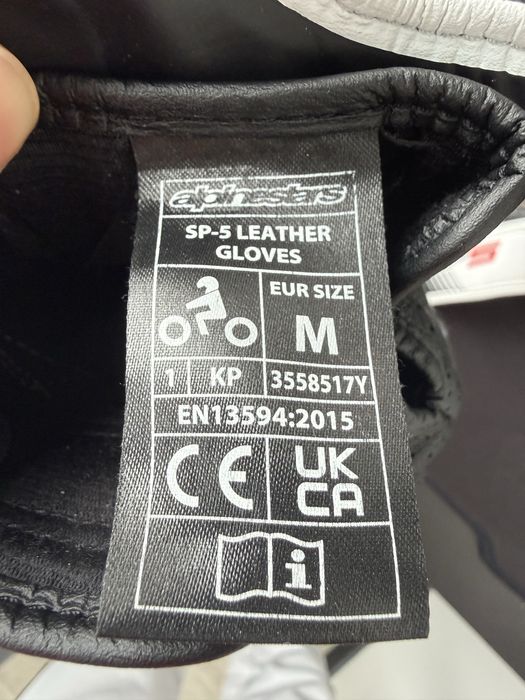 alpinestars
SP-5 LEATHER
GLOVES
EUR SIZE
M
1 KP 3558517Y
EN13594:2015
CE
UK
CA
i